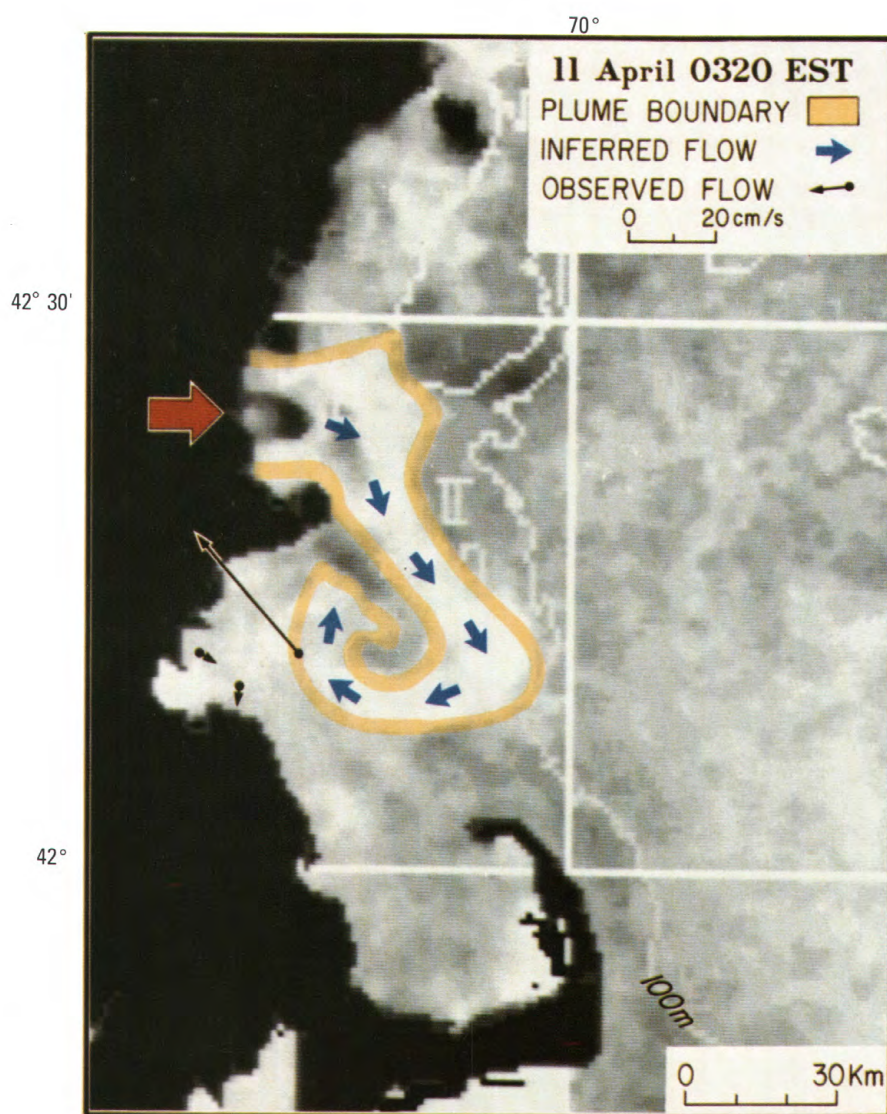 70°
11 April 0320 EST
PLUME BOUNDARY
INFERRED FLOW
OBSERVED FLOW
0 20 cm/s
42° 30'
42°
100m
0 30 Km